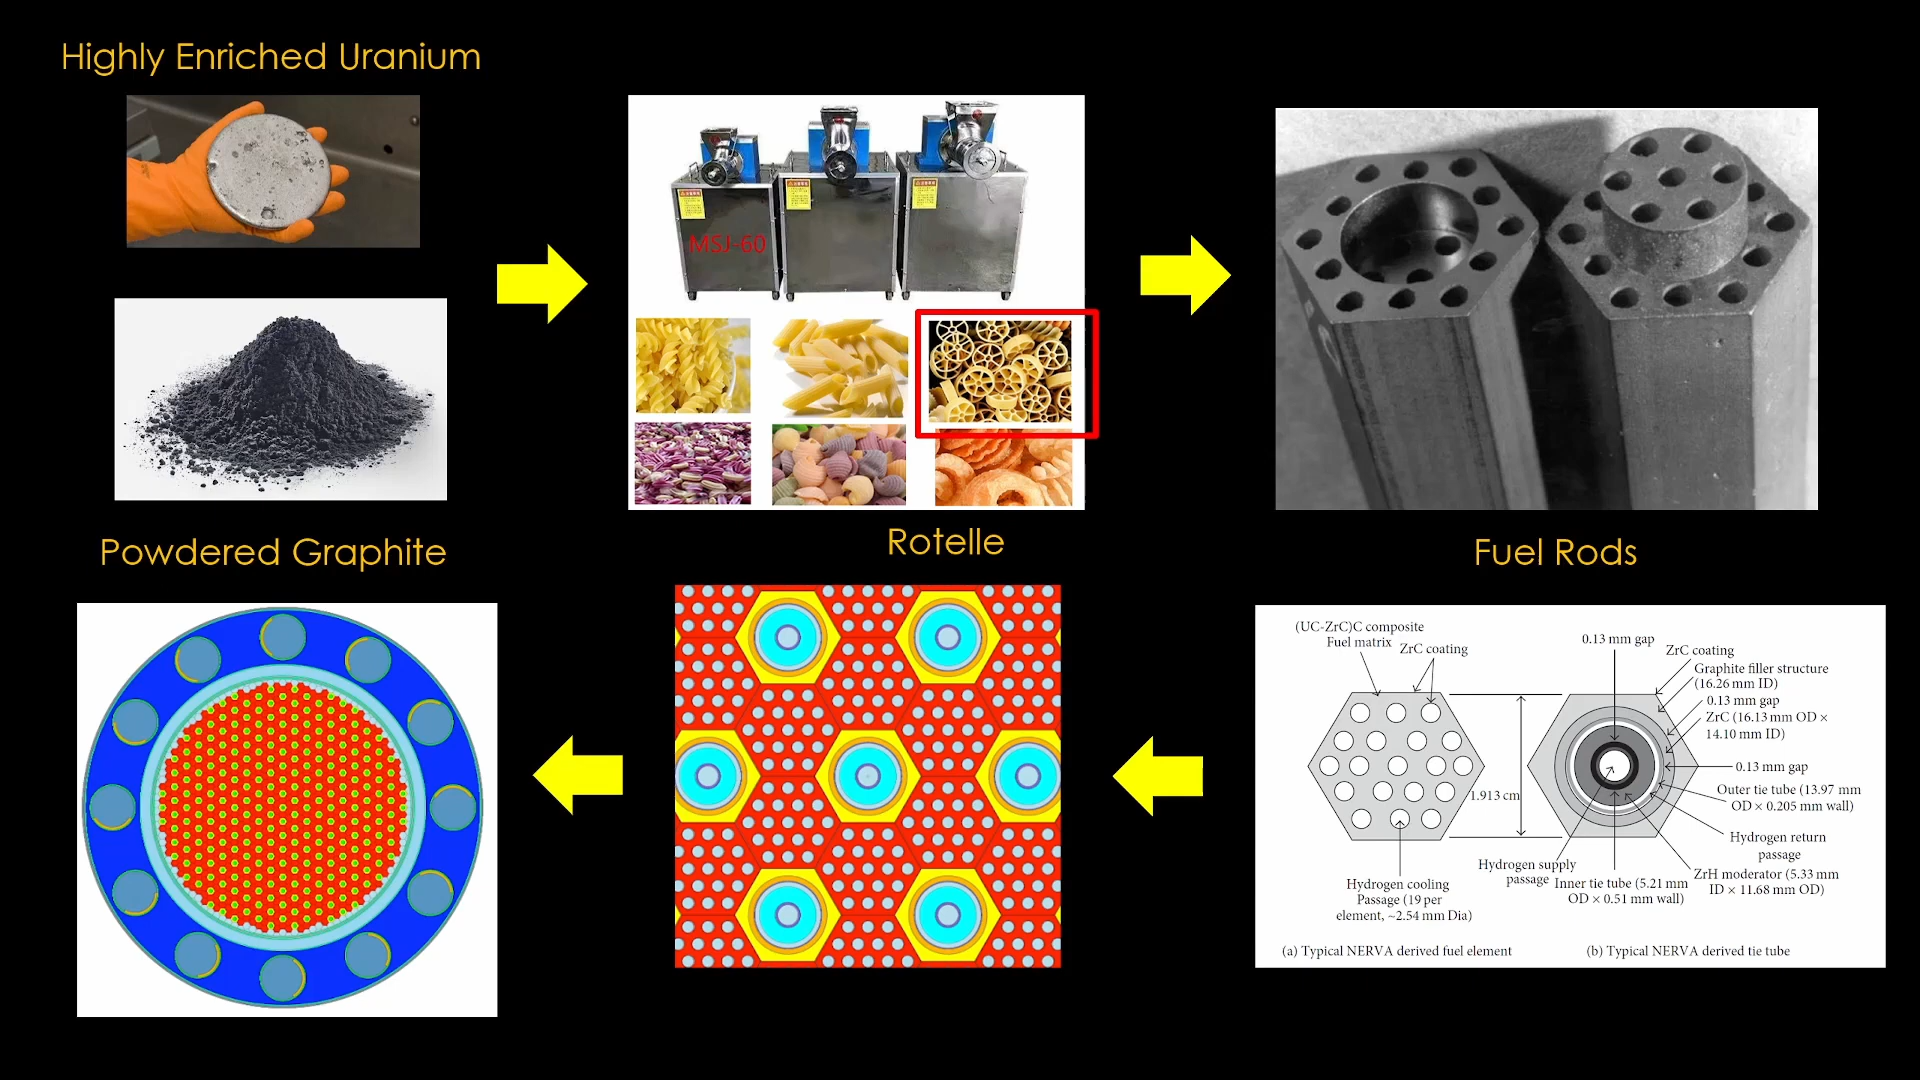 Highly Enriched Uranium
MSJ-60
Powdered Graphite
Rotelle
Fuel Rods
(UC-ZrC)C composite
Fuel matrix
ZrC coating
1.913 cm
Hydrogen cooling
Passage (19 per
element, ~2.54 mm Dia)
(a) Typical NERVA derived fuel element
0.13 mm gap
ZrC coating
Graphite filler structure
(16.26 mm ID)
0.13 mm gap
ZrC (16.13 mm OD ×
14.10 mm ID)
0.13 mm gap
Outer tie tube (13.97 mm
OD × 0.205 mm wall)
Hydrogen return
passage
ZrH moderator (5.33 mm
ID × 11.68 mm OD)
Hydrogen supply
passage
Inner tie tube (5.21 mm
OD × 0.51 mm wall)
(b) Typical NERVA derived tie tube